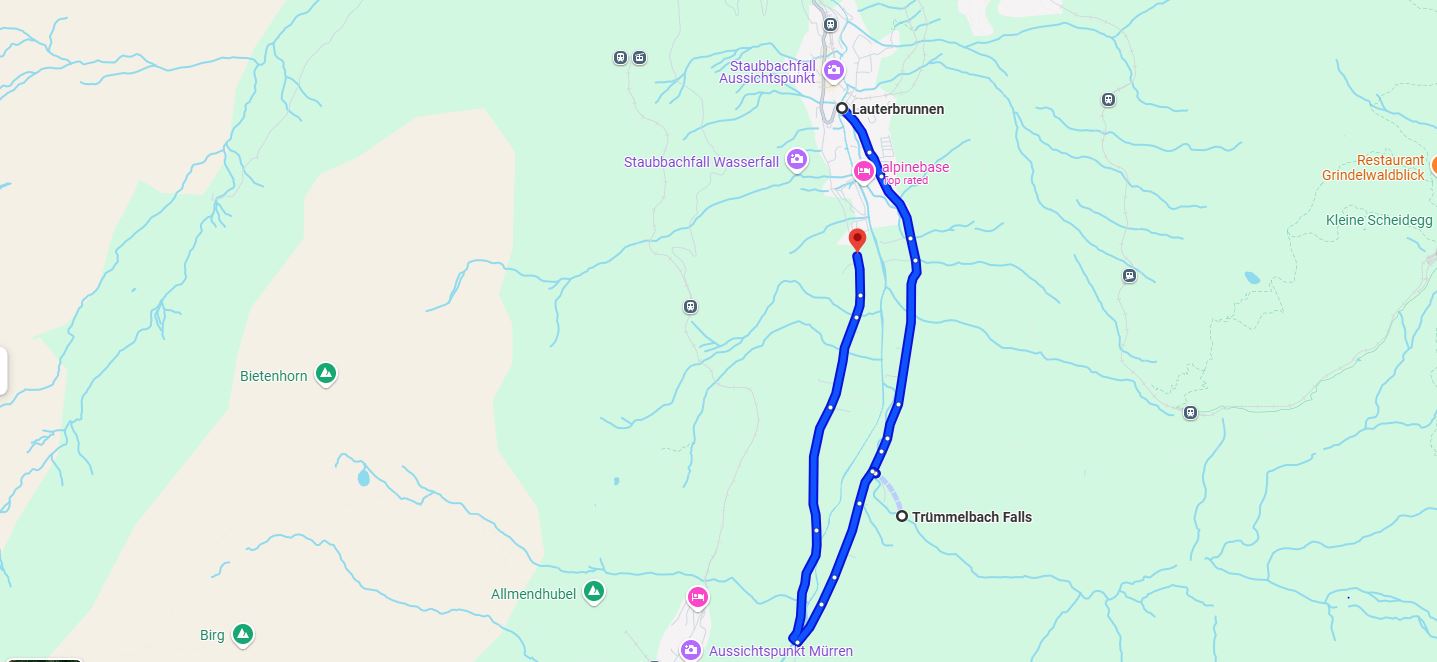 Staubbachfall
Aussichtspunkt
Lauterbrunnen
Staubbachfall Wasserfall
alpinebase
Top rated
Restaurant
Grindelwaldblick
Kleine Scheidegg
Bietenhorn
Trümmelbach Falls
Allmendhubel
Birg
Aussichtspunkt Mürren